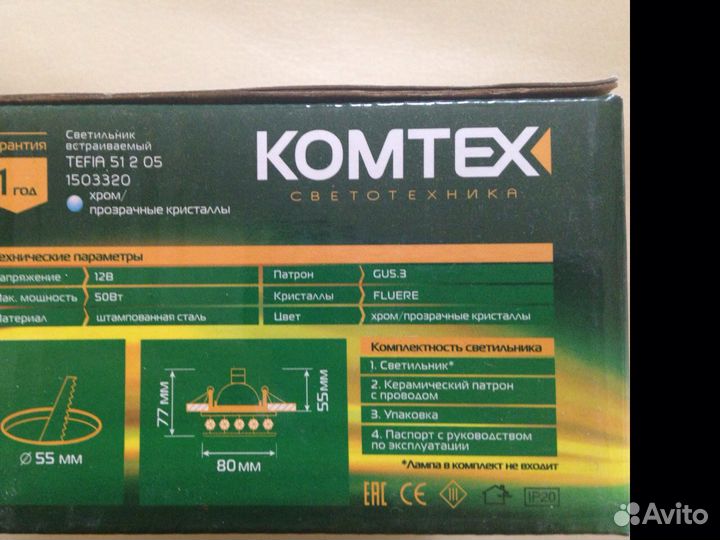 арантия
1 год
Светильник
встраиваемый
TEFIA 51 2 05
1503320
хром/
прозрачные кристаллы
KOMTEX
СВЕТОТЕХНИКА
ехнические параметры
апряжение 12В
Мак. мощность 50Вт
Материал штампованная сталь
Патрон GU5.3
Кристаллы FLUERE
Цвет хром/прозрачные кристаллы
Ø 55 мм
77 мм
55 мм
80 мм
Комплектность светильника
1. Светильник*
2. Керамический патрон
с проводом
3. Упаковка
4. Паспорт с руководством
по эксплуатации
*Лампа в комплект не входит
EAC CE III IP20
Avito